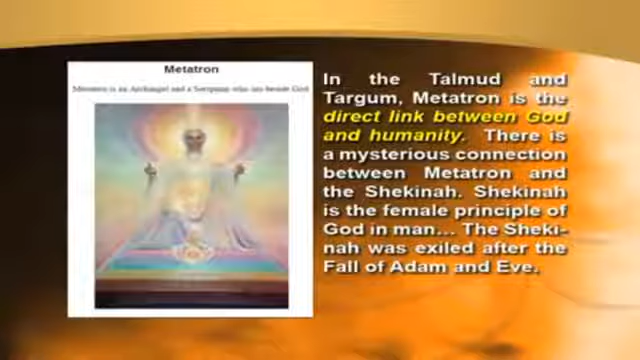 Metatron
Metatron is an Archangel and a Seraphim who sits beside God
In the Talmud and
Targum, Metatron is the
direct link between God
and humanity. There is
a mysterious connection
between Metatron and
the Shekinah. Shekinah
is the female principle of
God in man... The Sheki-
nah was exiled after the
Fall of Adam and Eve.